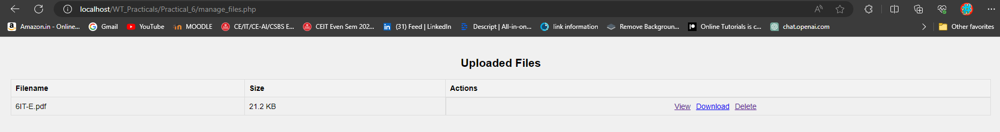 localhost/WT_Practicals/Practical_6/manage_files.php
Amazon.in - Online... Gmail YouTube MOODLE CE/IT/CE-AI/CSBS E... CEIT Even Sem 202... (31) Feed | LinkedIn Descript | All-in-on... link information Remove Backgroun... Online Tutorials is c... chat.openai.com Other favorites
Uploaded Files
Filename Size Actions
6IT-E.pdf 21.2 KB View Download Delete